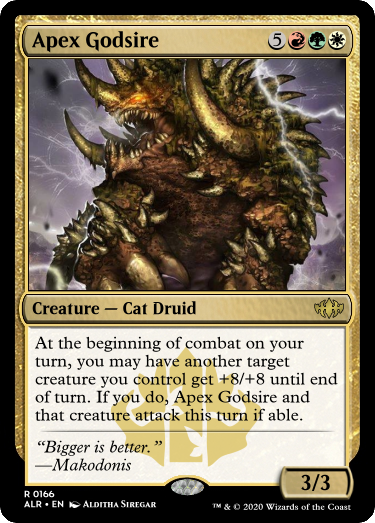 Apex Godsire 5
Creature — Cat Druid
At the beginning of combat on your
turn, you may have another target
creature you control get +8/+8 until end
of turn. If you do, Apex Godsire and
that creature attack this turn if able.
“Bigger is better.”
—Makodonis
3/3
R 0166
ALR • EN Alditha Siregar
™ & © 2020 Wizards of the Coast